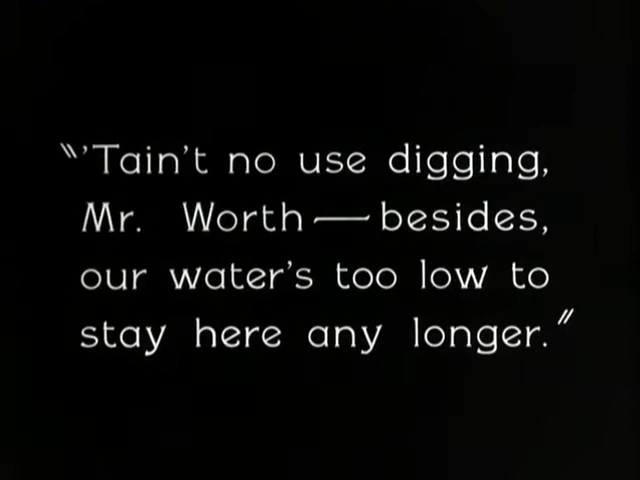 "'Tain't no use digging,
Mr. Worth — besides,
our water's too low to
stay here any longer."